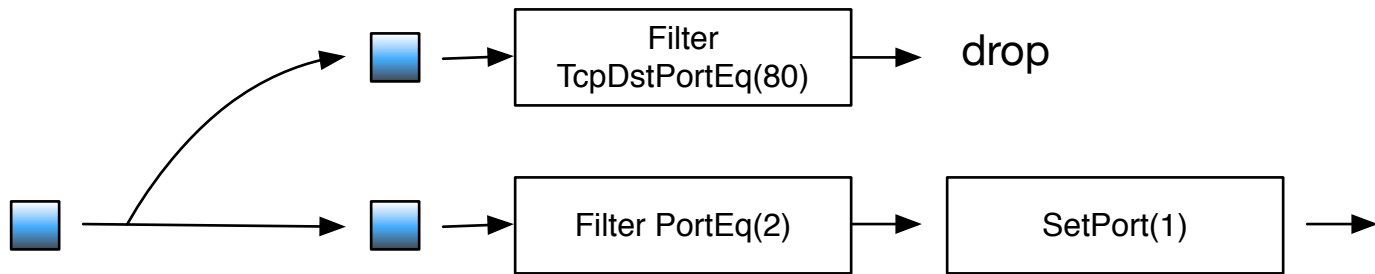 Filter
TcpDstPortEq(80)
drop
Filter PortEq(2)
SetPort(1)